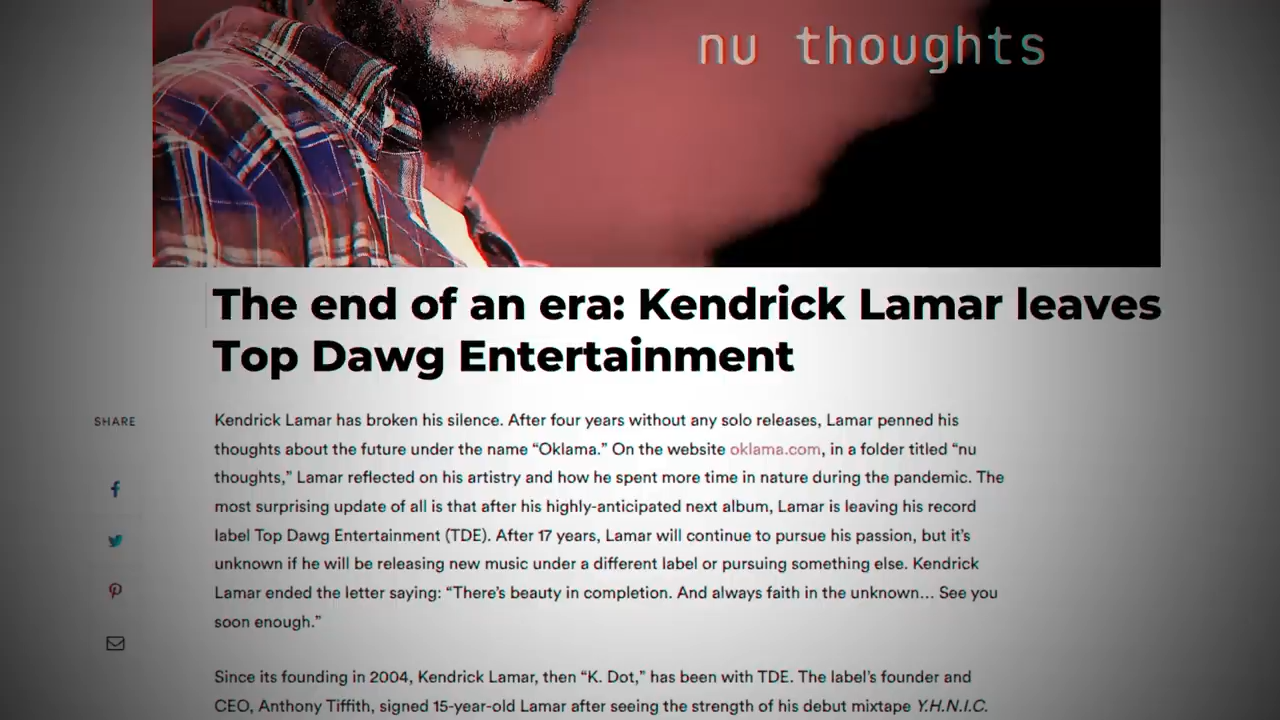 nu thoughts
The end of an era: Kendrick Lamar leaves
Top Dawg Entertainment
SHARE
Kendrick Lamar has broken his silence. After four years without any solo releases, Lamar penned his
thoughts about the future under the name “Oklama.” On the website oklama.com, in a folder titled “nu
thoughts,” Lamar reflected on his artistry and how he spent more time in nature during the pandemic. The
most surprising update of all is that after his highly-anticipated next album, Lamar is leaving his record
label Top Dawg Entertainment (TDE). After 17 years, Lamar will continue to pursue his passion, but it’s
unknown if he will be releasing new music under a different label or pursuing something else. Kendrick
Lamar ended the letter saying: “There’s beauty in completion. And always faith in the unknown… See you
soon enough.”
Since its founding in 2004, Kendrick Lamar, then “K. Dot,” has been with TDE. The label’s founder and
CEO, Anthony Tiffith, signed 15-year-old Lamar after seeing the strength of his debut mixtape Y.H.N.I.C.